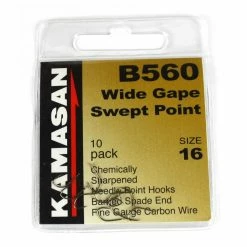 KAMASAN
B560
Wide Gape
Swept Point
10
pack
SIZE
16
Chemically
Sharpened
Needle Point Hooks
Barbed Spade End
Fine Gauge Carbon Wire